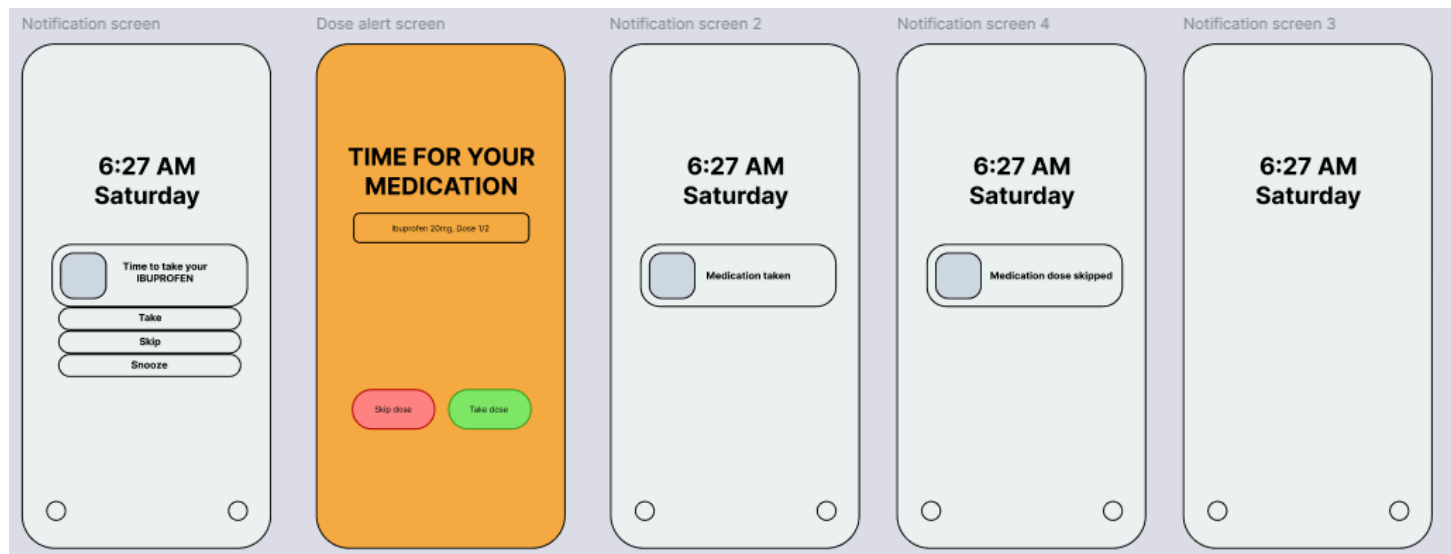 Notification screen
Dose alert screen
Notification screen 2
Notification screen 4
Notification screen 3
6:27 AM
Saturday
Time to take your
IBUPROFEN
Take
Skip
Snooze
TIME FOR YOUR
MEDICATION
Ibuprofen 20mg, Dose 1/2
Skip dose
Take dose
6:27 AM
Saturday
Medication taken
6:27 AM
Saturday
Medication dose skipped
6:27 AM
Saturday